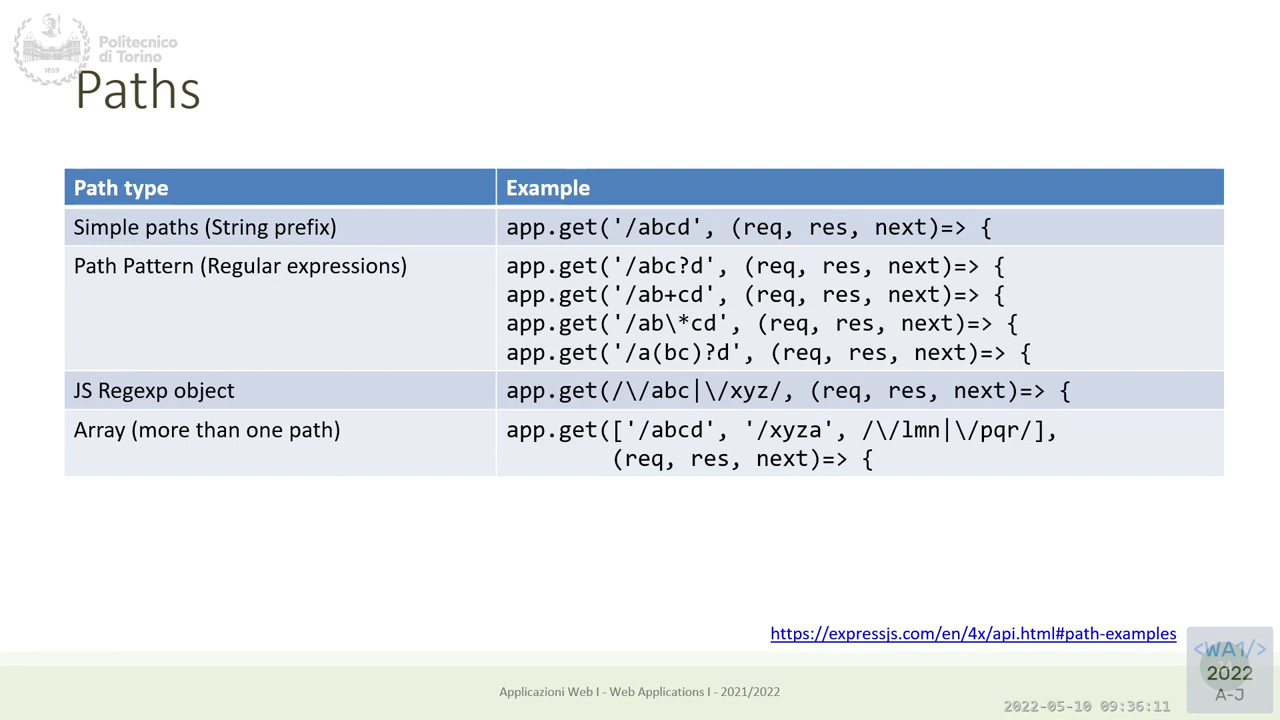 Politecnico
di Torino
1859
Paths
Path type
Example
Simple paths (String prefix)
app.get('/abcd', (req, res, next)=> {
Path Pattern (Regular expressions)
app.get('/abc?d', (req, res, next)=> {
app.get('/ab+cd', (req, res, next)=> {
app.get('/ab\*cd', (req, res, next)=> {
app.get('/a(bc)?d', (req, res, next)=> {
JS Regexp object
app.get(/\/abc|\/xyz/, (req, res, next)=> {
Array (more than one path)
app.get(['/abcd', '/xyza', /\/lmn|\/pqr/],
(req, res, next)=> {
https://expressjs.com/en/4x/api.html#path-examples
Applicazioni Web I - Web Applications I - 2021/2022
<WA1/>
2022
A-J
2022-05-10 09:36:11